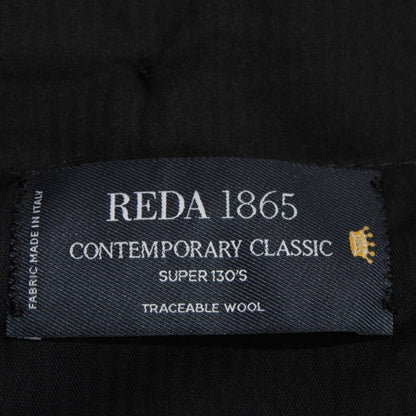 REDA 1865
CONTEMPORARY CLASSIC
SUPER 130'S
TRACEABLE WOOL
FABRIC MADE IN ITALY